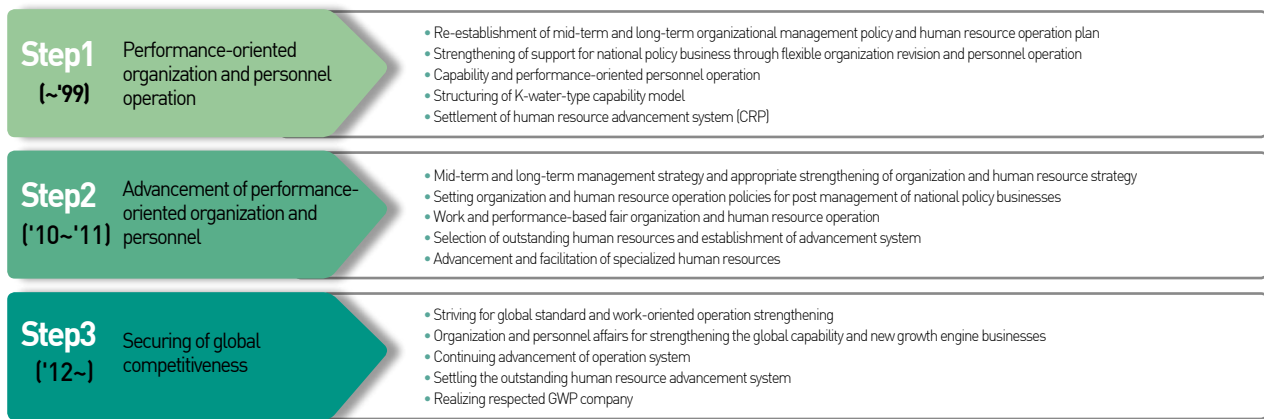 Step1
(~'99)
Performance-oriented
organization and personnel
operation
• Re-establishment of mid-term and long-term organizational management policy and human resource operation plan
• Strengthening of support for national policy business through flexible organization revision and personnel operation
• Capability and performance-oriented personnel operation
• Structuring of K-water-type capability model
• Settlement of human resource advancement system (CRP)
Step2
('10~'11)
Advancement of performance-
oriented organization and
personnel
• Mid-term and long-term management strategy and appropriate strengthening of organization and human resource strategy
• Setting organization and human resource operation policies for post management of national policy businesses
• Work and performance-based fair organization and human resource operation
• Selection of outstanding human resources and establishment of advancement system
• Advancement and facilitation of specialized human resources
Step3
('12~)
Securing of global
competitiveness
• Striving for global standard and work-oriented operation strengthening
• Organization and personnel affairs for strengthening the global capability and new growth engine businesses
• Continuing advancement of operation system
• Settling the outstanding human resource advancement system
• Realizing respected GWP company